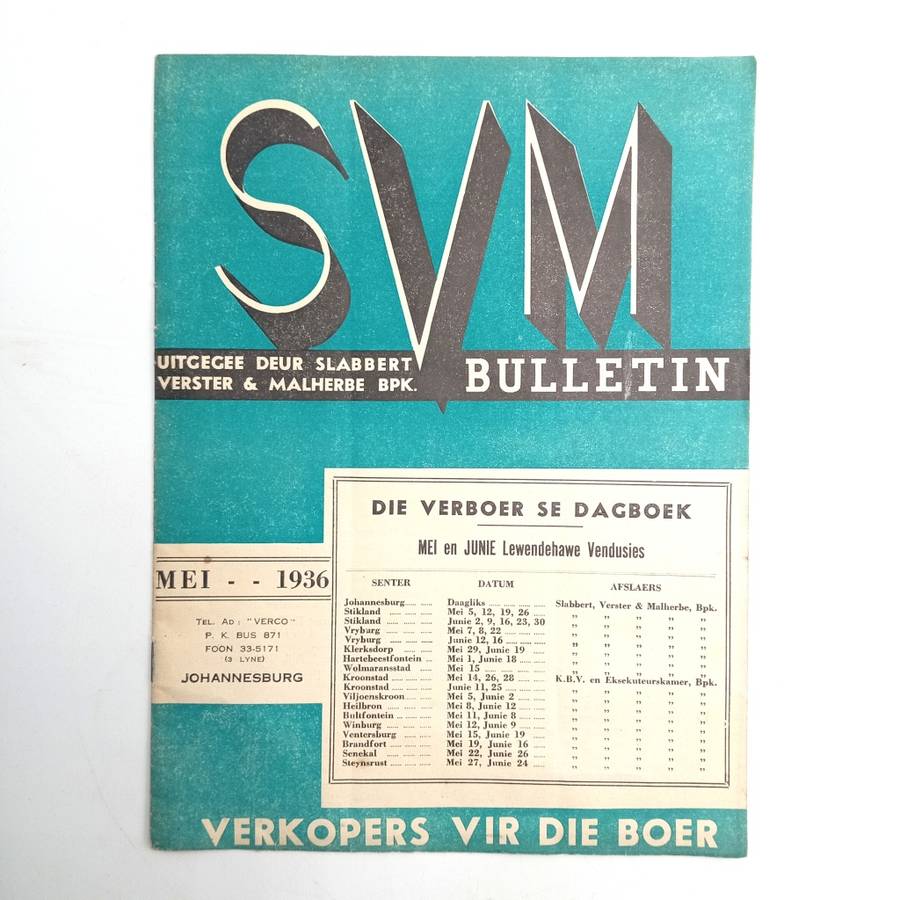 SVM
UITGEGEE DEUR SLABBERT
VERSTER & MALHERBE BPK.
BULLETIN
DIE VERBOER SE DAGBOEK
MEI en JUNIE Lewendehawe Vendusies
SENTER DATUM AFSLAERS
Johannesburg...... ...... Daagliks ...... ...... ...... ...... Slabbert, Verster & Malherbe, Bpk.
Stikland ...... ...... Mei 5, 12, 19, 26 ...... " " " " "
Stikland ...... ...... Junie 2, 9, 16, 23, 30 " " " " "
Vryburg ...... ...... Mei 7, 8, 22 ...... ...... ...... " " " " "
Vryburg ...... ...... Junie 12, 16 ...... ...... ...... " " " " "
Klerksdorp ...... ...... Mei 29, Junie 19 ...... " " " " "
Hartebeestfontein ... Mei 1, Junie 18 ...... ...... " " " " "
Wolmaransstad ...... Mei 15 ...... ...... ...... ...... " " " " "
Kroonstad ...... ...... Mei 14, 26, 28 ...... ...... K.B.V. en Eksekuteurskamer, Bpk.
Kroonstad ...... ...... Junie 11, 25 ...... ...... ...... " " " " "
Viljoenskroon ...... Mei 5, Junie 2 ...... ...... " " " " "
Heilbron ...... ...... Mei 8, Junie 12 ...... ...... " " " " "
Bultfontein ... ...... Mei 11, Junie 8 ...... ...... " " " " "
Winburg ...... ...... Mei 12, Junie 9 ...... ...... " " " " "
Ventersburg ...... Mei 15, Junie 19 ...... " " " " "
Brandfort ...... ...... Mei 19, Junie 16 ...... " " " " "
Senekal ...... ...... Mei 22, Junie 26 ...... " " " " "
Steynsrust ...... ...... Mei 27, Junie 24 ...... " " " " "
MEI - - 1936
TEL. AD: "VERCO"
P. K. BUS 871
FOON 33-5171
(3 LYNE)
JOHANNESBURG
VERKOPERS VIR DIE BOER